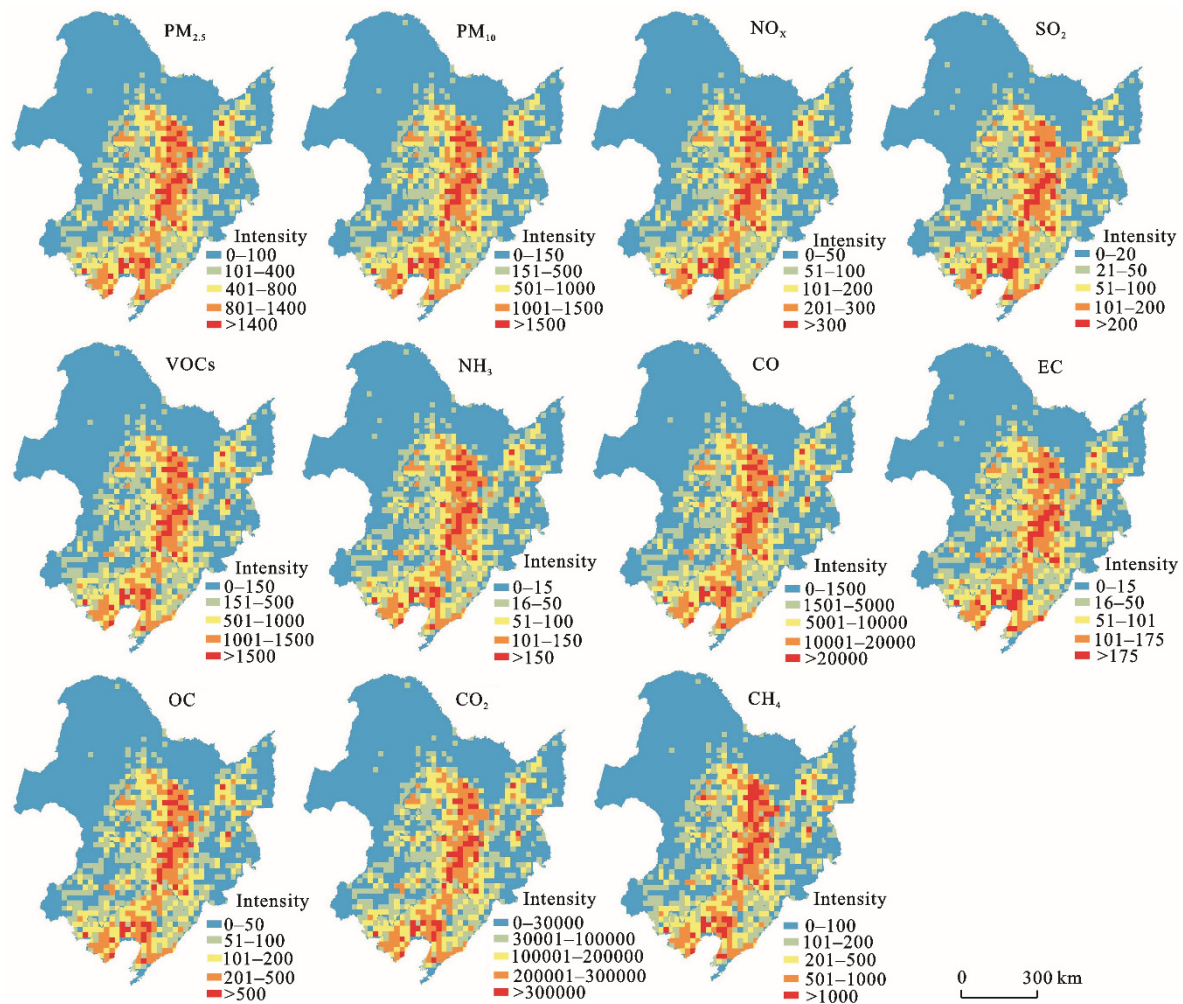 PM2.5
Intensity
0–100
101–400
401–800
801–1400
>1400
PM10
Intensity
0–150
151–500
501–1000
1001–1500
>1500
NOX
Intensity
0–50
51–100
101–200
201–300
>300
SO2
Intensity
0–20
21–50
51–100
101–200
>200
VOCs
Intensity
0–150
151–500
501–1000
1001–1500
>1500
NH3
Intensity
0–15
16–50
51–100
101–150
>150
CO
Intensity
0–1500
1501–5000
5001–10000
10001–20000
>20000
EC
Intensity
0–15
16–50
51–101
101–175
>175
OC
Intensity
0–50
51–100
101–200
201–500
>500
CO2
Intensity
0–30000
30001–100000
100001–200000
200001–300000
>300000
CH4
Intensity
0–100
101–200
201–500
501–1000
>1000
0 300 km